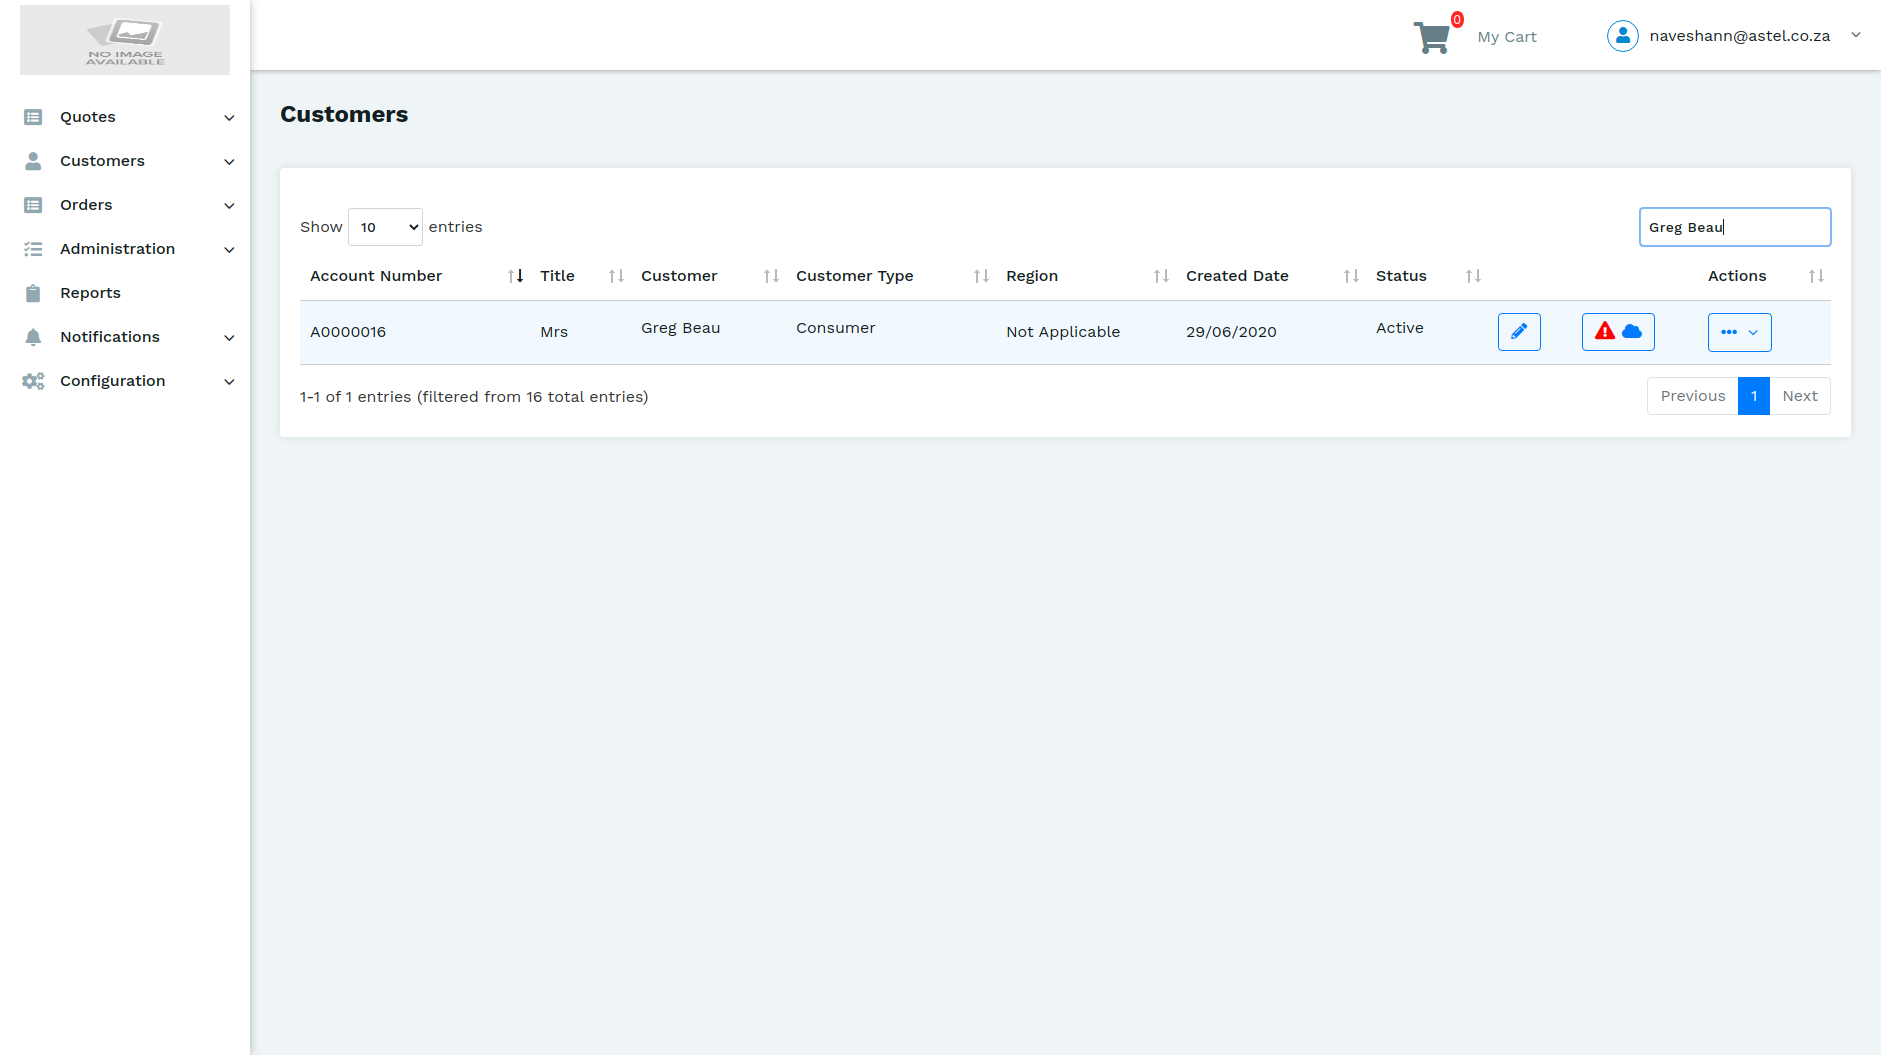 NO IMAGE
AVAILABLE
0
My Cart
naveshann@astel.co.za
Quotes
Customers
Orders
Administration
Reports
Notifications
Configuration
Customers
Show 10 entries
Greg Beau
Account Number Title Customer Customer Type Region Created Date Status Actions
A0000016 Mrs Greg Beau Consumer Not Applicable 29/06/2020 Active
1-1 of 1 entries (filtered from 16 total entries)
Previous 1 Next